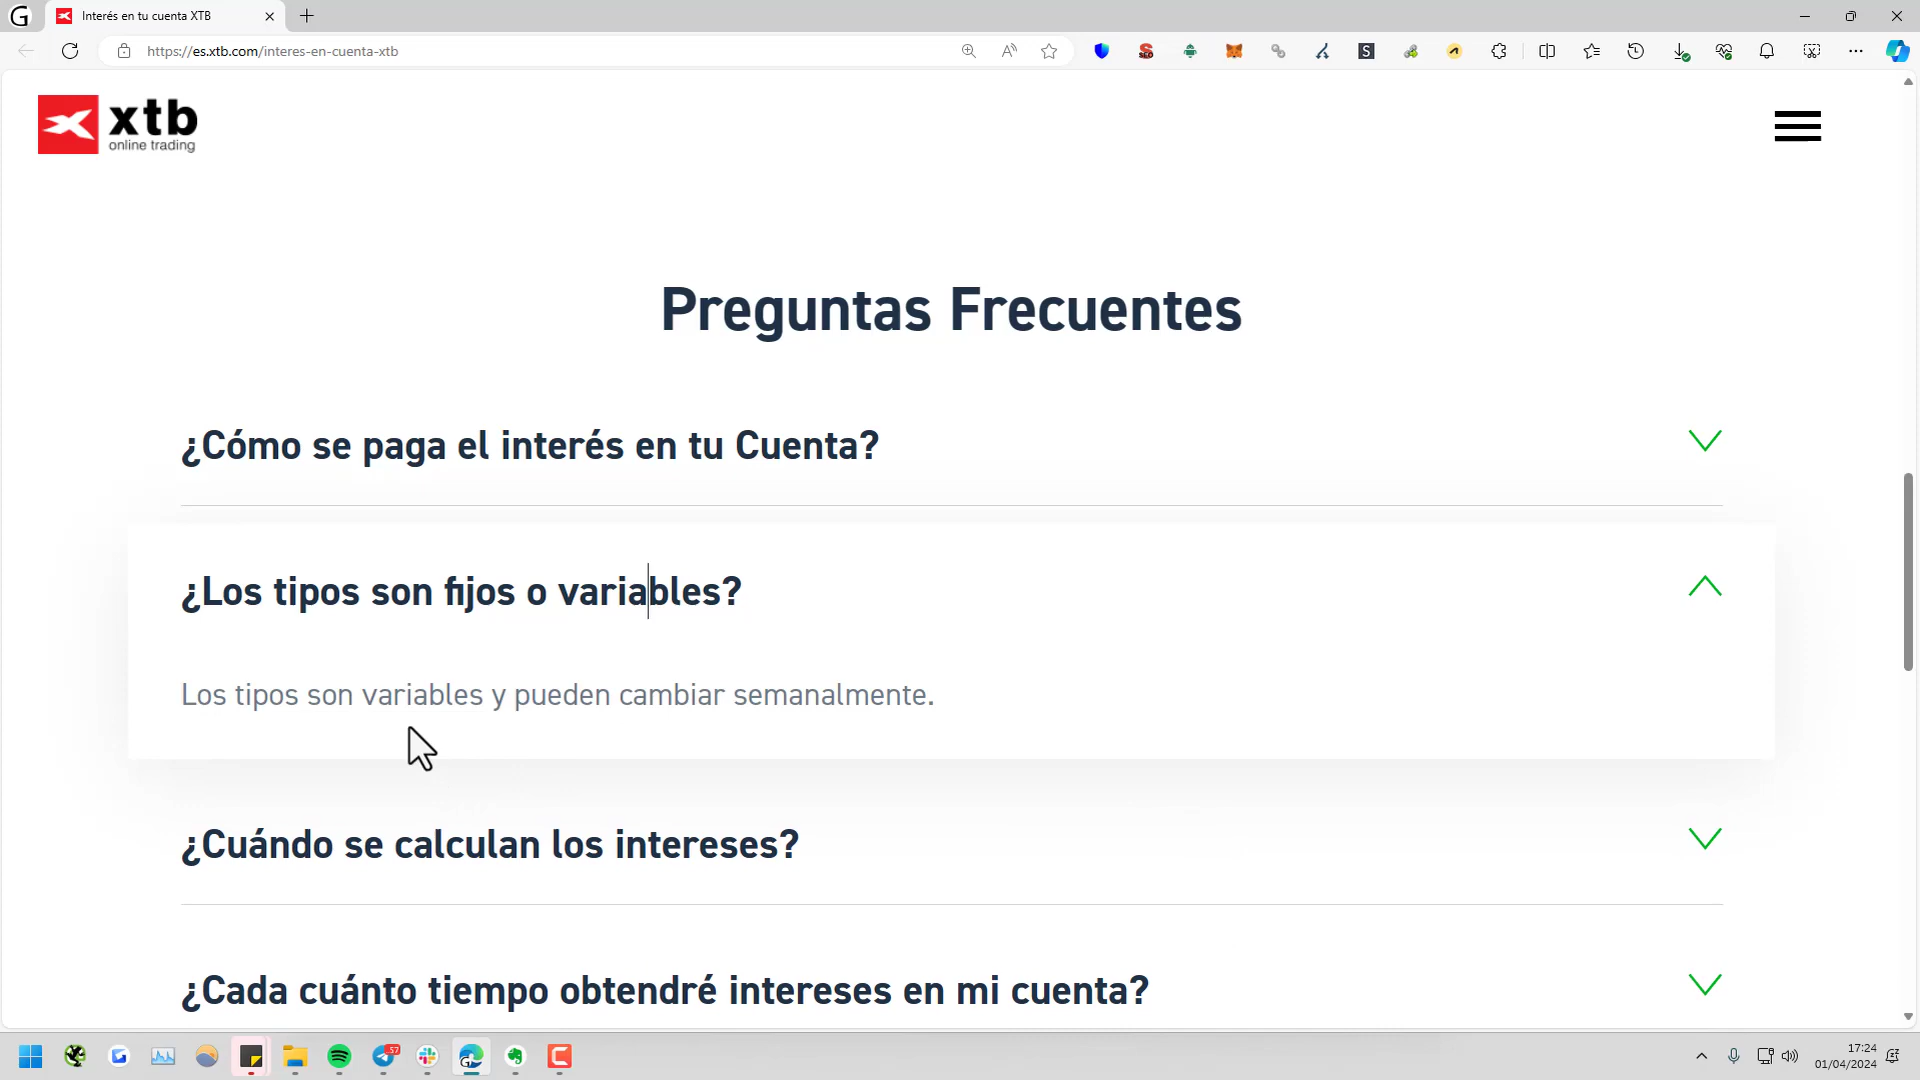 Interés en tu cuenta XTB
https://es.xtb.com/interes-en-cuenta-xtb
xtb
online trading
Preguntas Frecuentes
¿Cómo se paga el interés en tu Cuenta?
¿Los tipos son fijos o variables?
Los tipos son variables y pueden cambiar semanalmente.
¿Cuándo se calculan los intereses?
¿Cada cuánto tiempo obtendré intereses en mi cuenta?
17:24
01/04/2024